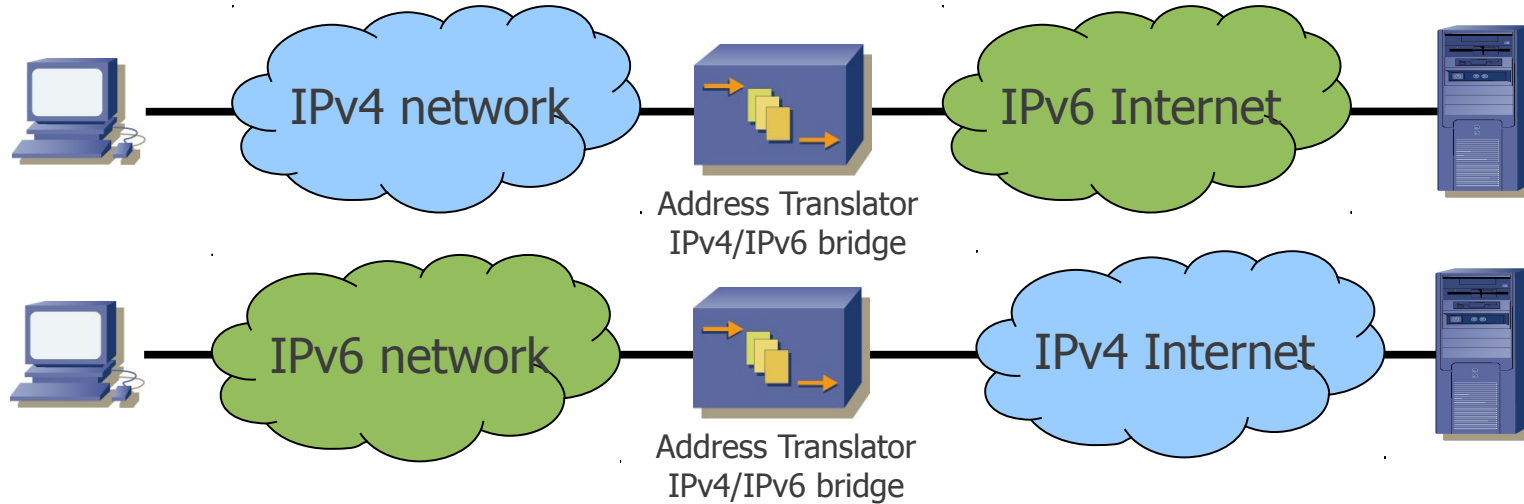 IPv4 network
IPv6 Internet
Address Translator
IPv4/IPv6 bridge
IPv6 network
IPv4 Internet
Address Translator
IPv4/IPv6 bridge